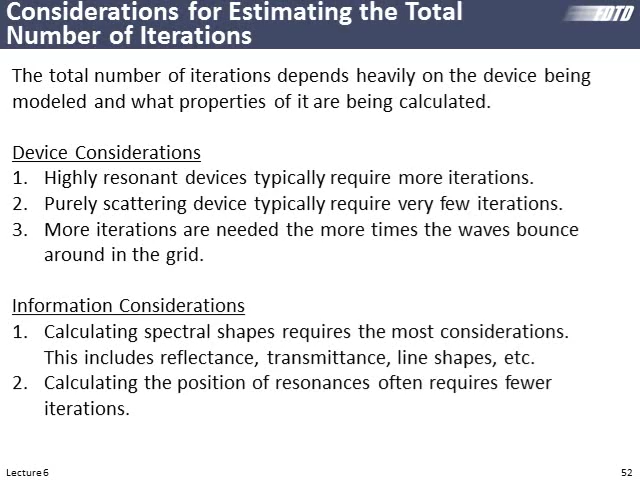 Considerations for Estimating the Total
Number of Iterations
FDTD
The total number of iterations depends heavily on the device being
modeled and what properties of it are being calculated.
Device Considerations
1. Highly resonant devices typically require more iterations.
2. Purely scattering device typically require very few iterations.
3. More iterations are needed the more times the waves bounce
around in the grid.
Information Considerations
1. Calculating spectral shapes requires the most considerations.
This includes reflectance, transmittance, line shapes, etc.
2. Calculating the position of resonances often requires fewer
iterations.
Lecture 6
52